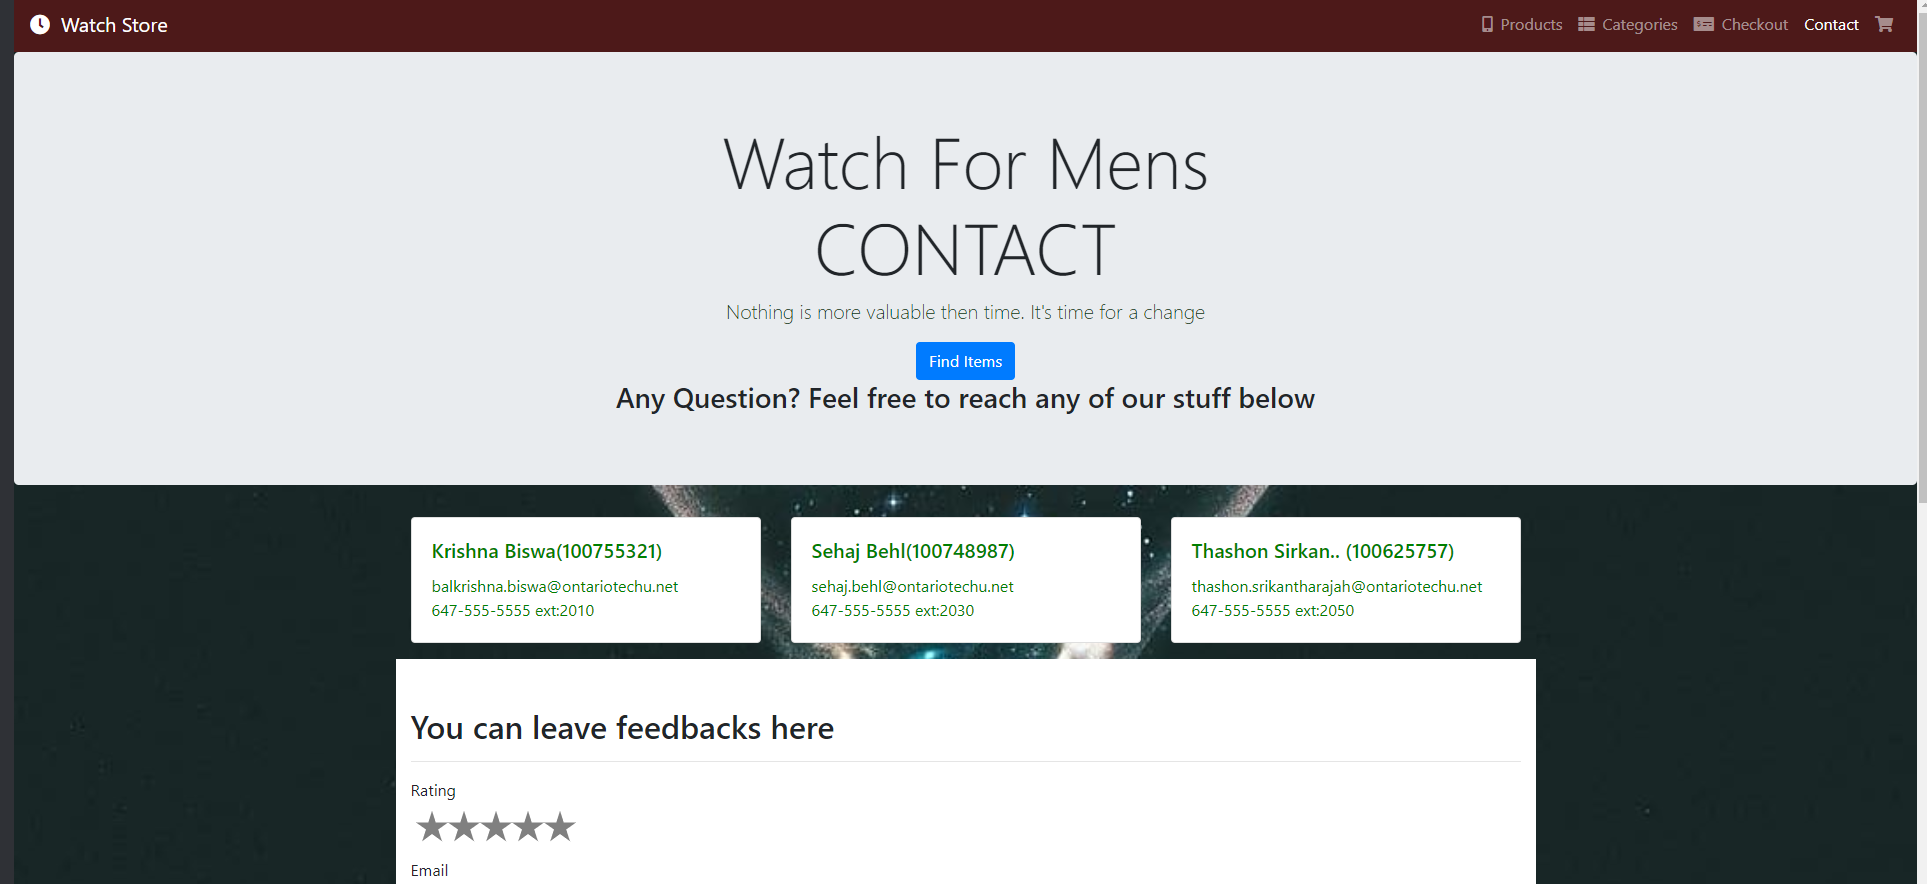 Watch Store
Products
Categories
Checkout
Contact
Watch For Mens
CONTACT
Nothing is more valuable then time. It's time for a change
Find Items
Any Question? Feel free to reach any of our stuff below
Krishna Biswa(100755321)
balkrishna.biswa@ontariotechu.net
647-555-5555 ext:2010
Sehaj Behl(100748987)
sehaj.behl@ontariotechu.net
647-555-5555 ext:2030
Thashon Sirkan.. (100625757)
thashon.srikantharajah@ontariotechu.net
647-555-5555 ext:2050
You can leave feedbacks here
Rating
Email